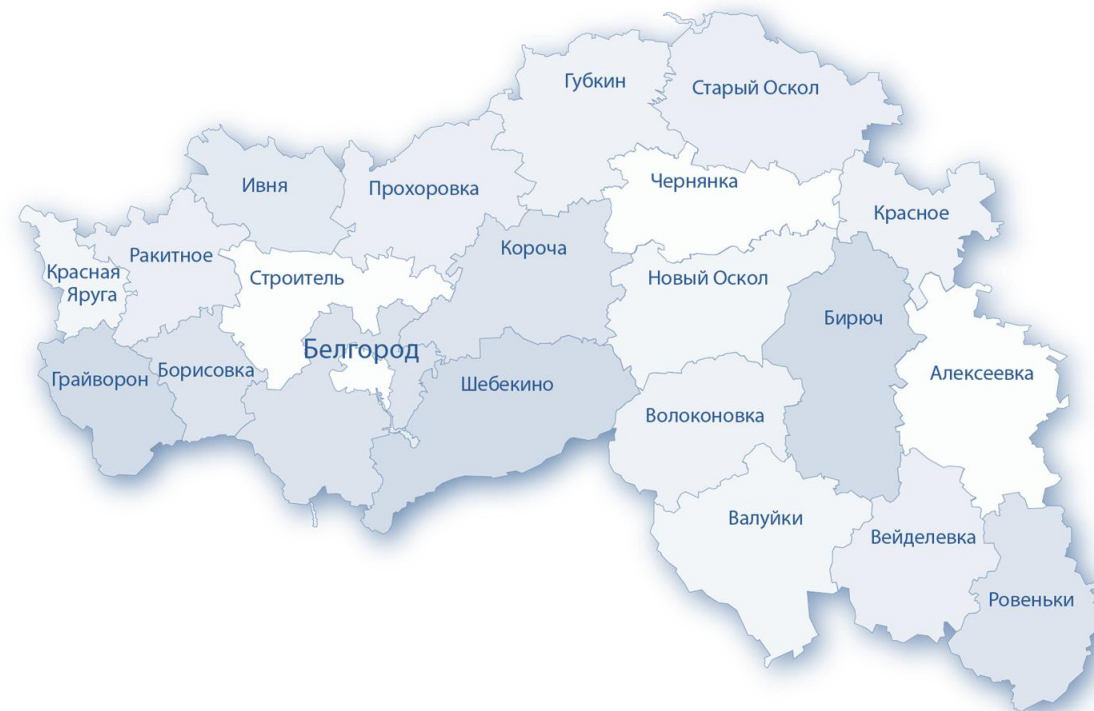 Губкин
Старый Оскол
Ивня
Прохоровка
Чернянка
Красное
Ракитное
Короча
Красная
Яруга
Строитель
Новый Оскол
Бирюч
Белгород
Грайворон
Борисовка
Шебекино
Алексеевка
Волоконовка
Валуйки
Вейделевка
Ровеньки